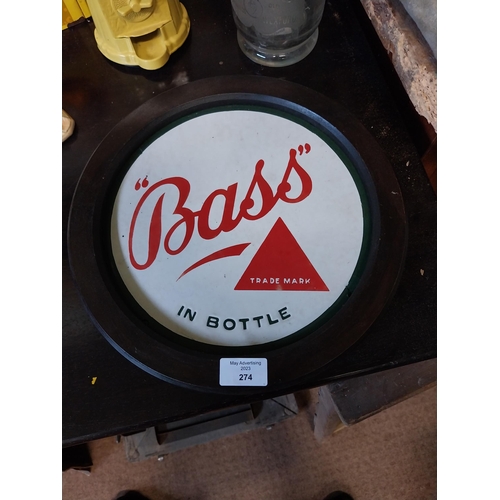 "Bass"
TRADE MARK
IN BOTTLE
May Advertising
2023
274